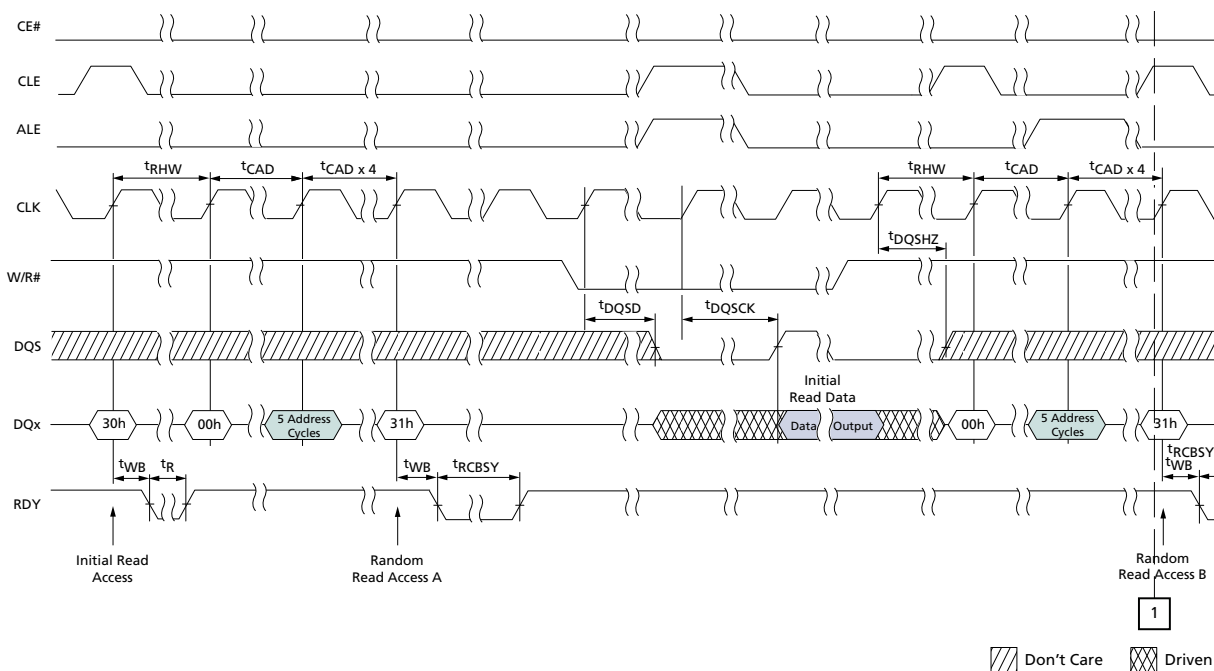 CE#
CLE
ALE
tRHW tCAD tCAD x 4 tRHW tCAD tCAD x 4
CLK
tDQSHZ
W/R#
tDQSD tDQSCK
DQS
Initial
Read Data
DQx 30h 00h 5 Address Cycles 31h Data Output 00h 5 Address Cycles 31h
tRCBSY
tWB tR tWB tRCBSY tWB
RDY
Initial Read
Access
Random
Read Access A
Random
Read Access B
1
Don't Care Driven